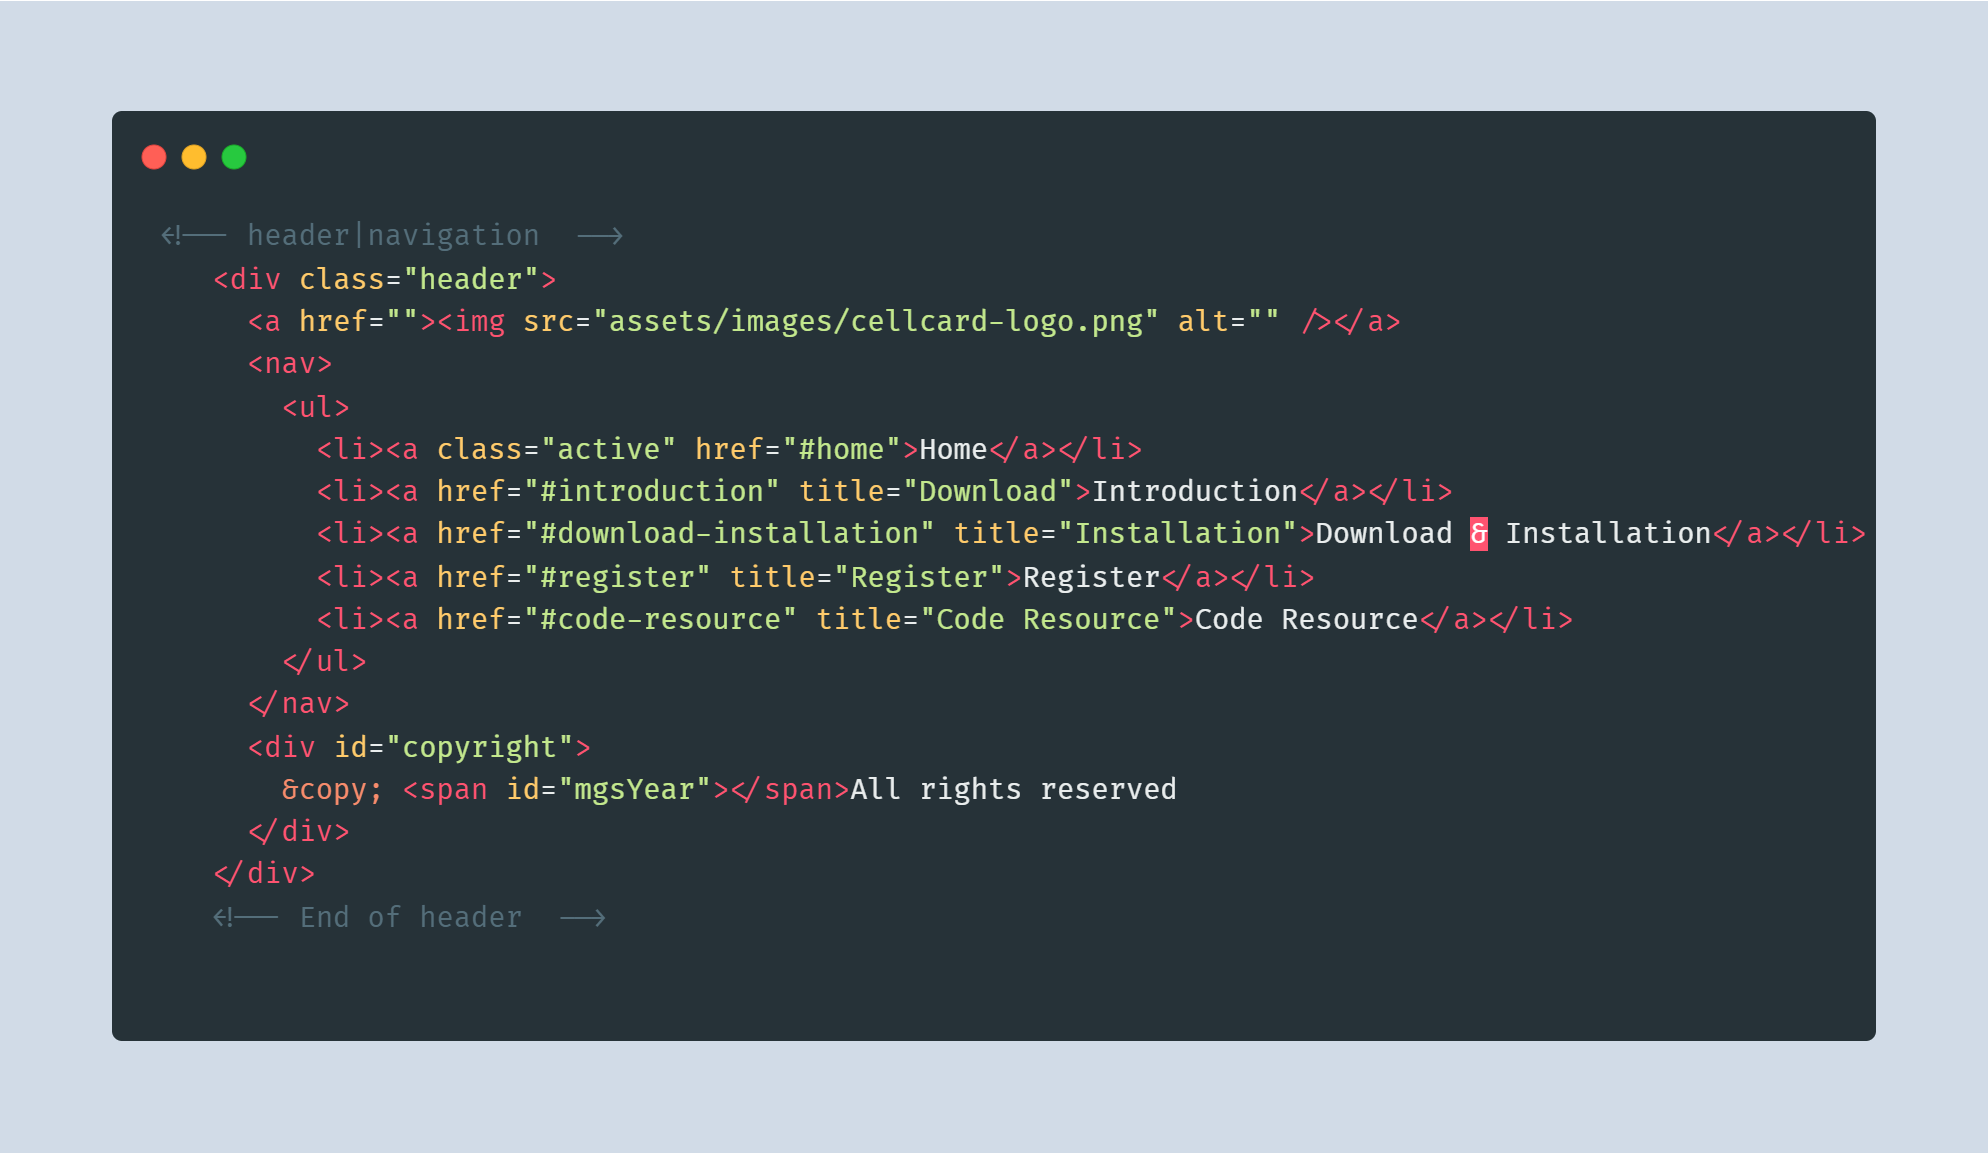 <!-- header|navigation  -->
<div class="header">
<a href=""><img src="assets/images/cellcard-logo.png" alt="" /></a>
<nav>
<ul>
<li><a class="active" href="#home">Home</a></li>
<li><a href="#introduction" title="Download">Introduction</a></li>
<li><a href="#download-installation" title="Installation">Download & Installation</a></li>
<li><a href="#register" title="Register">Register</a></li>
<li><a href="#code-resource" title="Code Resource">Code Resource</a></li>
</ul>
</nav>
<div id="copyright">
&copy; <span id="mgsYear"></span>All rights reserved
</div>
</div>
<!-- End of header  -->